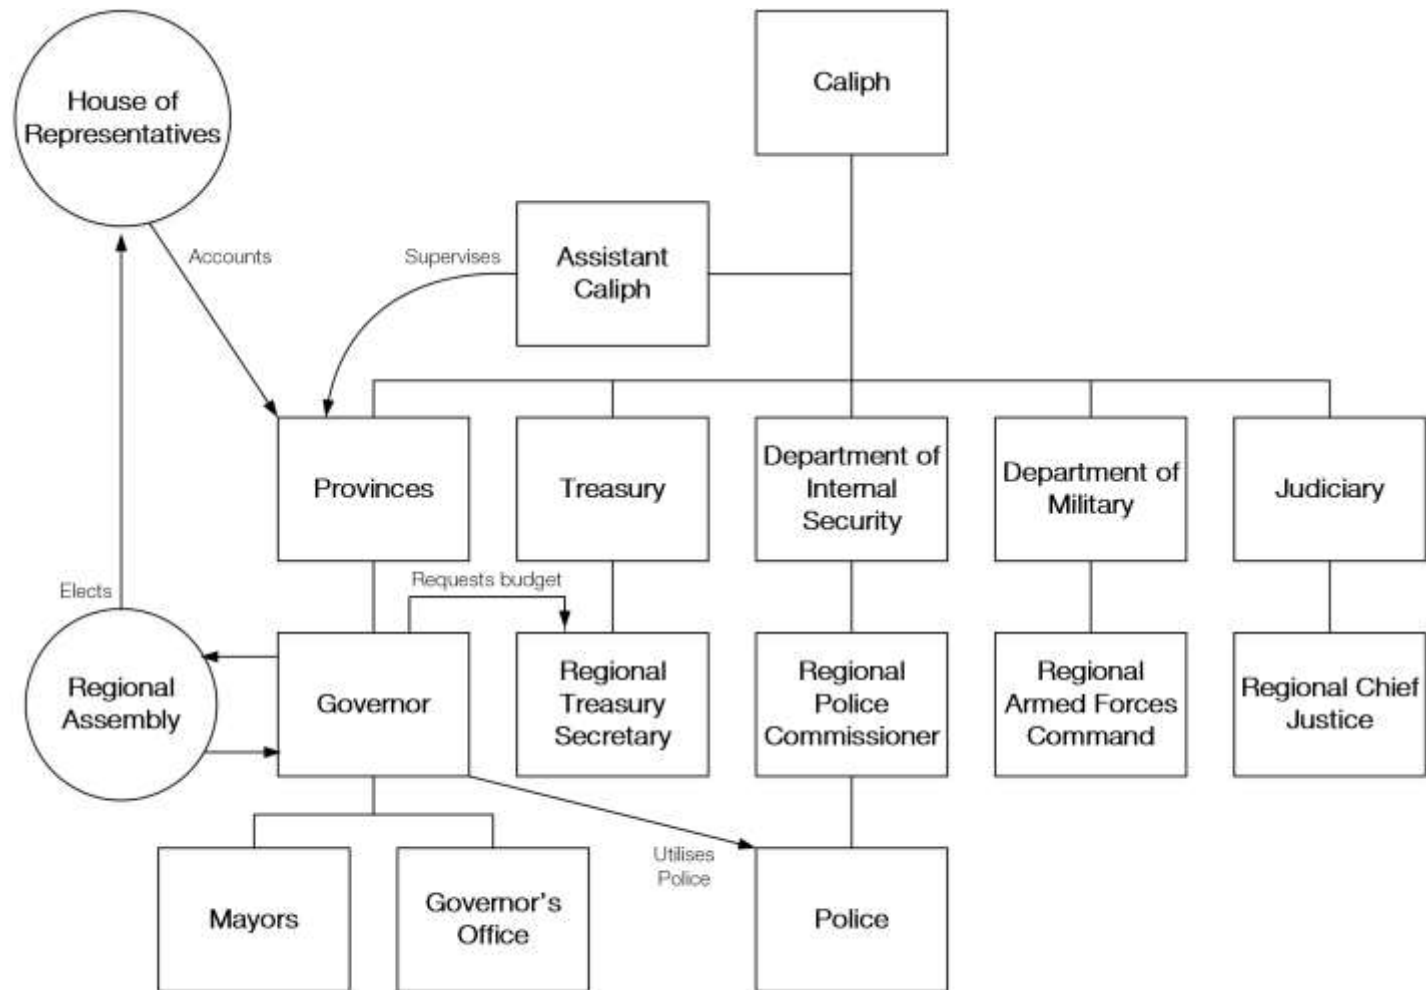 House of
Representatives
Caliph
Accounts
Supervises
Assistant
Caliph
Provinces
Treasury
Department of
Internal
Security
Department of
Military
Judiciary
Elects
Requests budget
Regional
Assembly
Governor
Regional
Treasury
Secretary
Regional
Police
Commissioner
Regional
Armed Forces
Command
Regional Chief
Justice
Utilises
Police
Mayors
Governor's
Office
Police